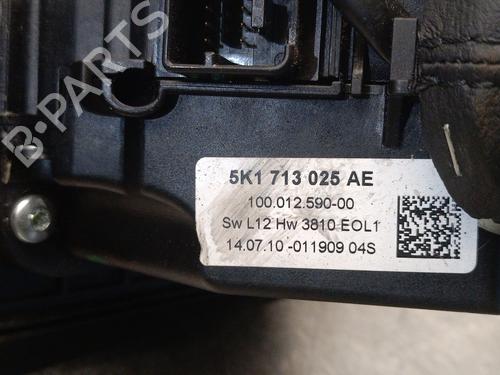 B-PARTS
5K1 713 025 AE
100.012.590-00
Sw L12 Hw 3810 EOL1
14.07.10 -011909 04S